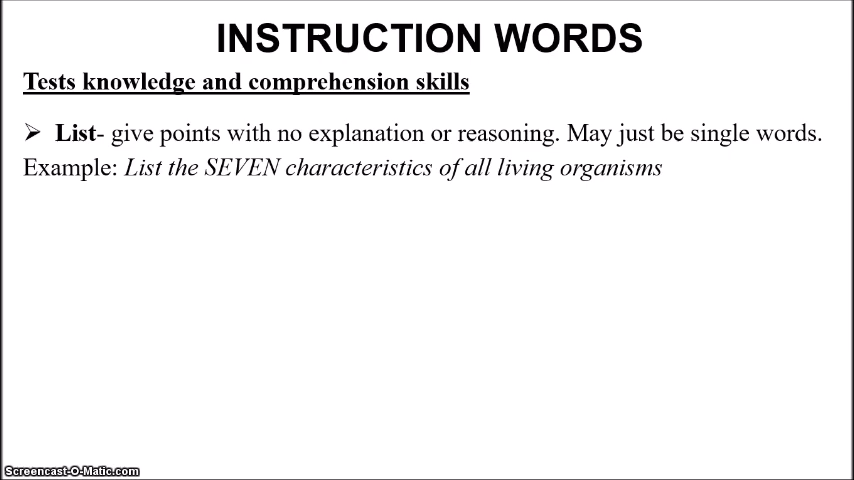 INSTRUCTION WORDS
Tests knowledge and comprehension skills
➢ List- give points with no explanation or reasoning. May just be single words.
Example: List the SEVEN characteristics of all living organisms
Screencast-O-Matic.com